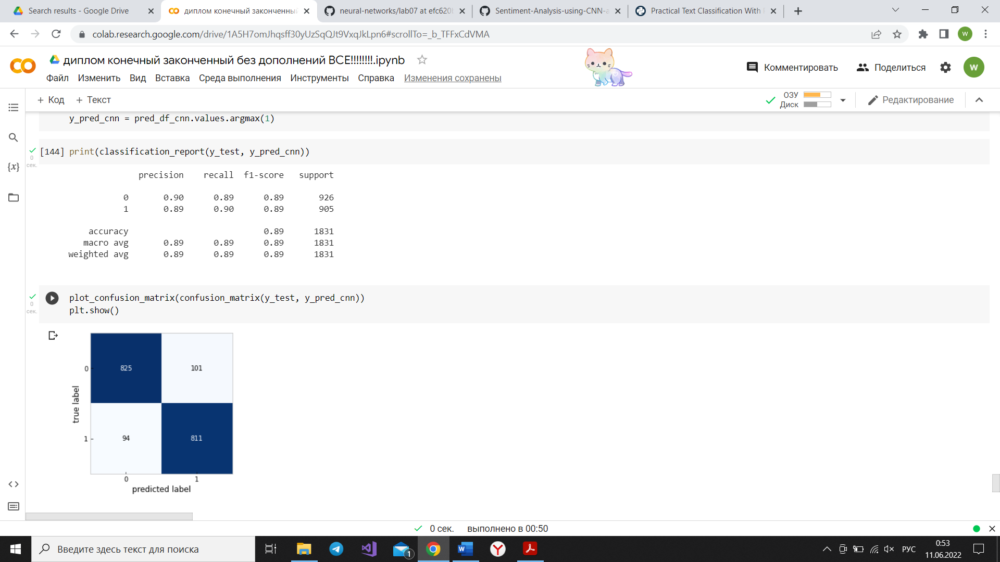 Search results - Google Drive
диплом конечный законченный
neural-networks/lab07 at efc620
Sentiment-Analysis-using-CNN-a
Practical Text Classification With
colab.research.google.com/drive/1A5H7omJhqsff30yUzSqQJt9VxqJkLpn6#scrollTo=_b_TFFxCdVMA
W
диплом конечный законченный без дополнений ВСЕ!!!!!!!!.ipynb
Файл Изменить Вид Вставка Среда выполнения Инструменты Справка Изменения сохранены
Комментировать Поделиться W
+ Код + Текст
ОЗУ
Диск
Редактирование
y_pred_cnn = pred_df_cnn.values.argmax(1)
[144] print(classification_report(y_test, y_pred_cnn))
0
сек.
{x}
precision recall f1-score support
0 0.90 0.89 0.89 926
1 0.89 0.90 0.89 905
accuracy 0.89 1831
macro avg 0.89 0.89 0.89 1831
weighted avg 0.89 0.89 0.89 1831
0
сек.
plot_confusion_matrix(confusion_matrix(y_test, y_pred_cnn))
plt.show()
0 825 101
true label
1 94 811
0 1
predicted label
0 сек. выполнено в 00:50
Введите здесь текст для поиска
1
РУС
0:53
11.06.2022